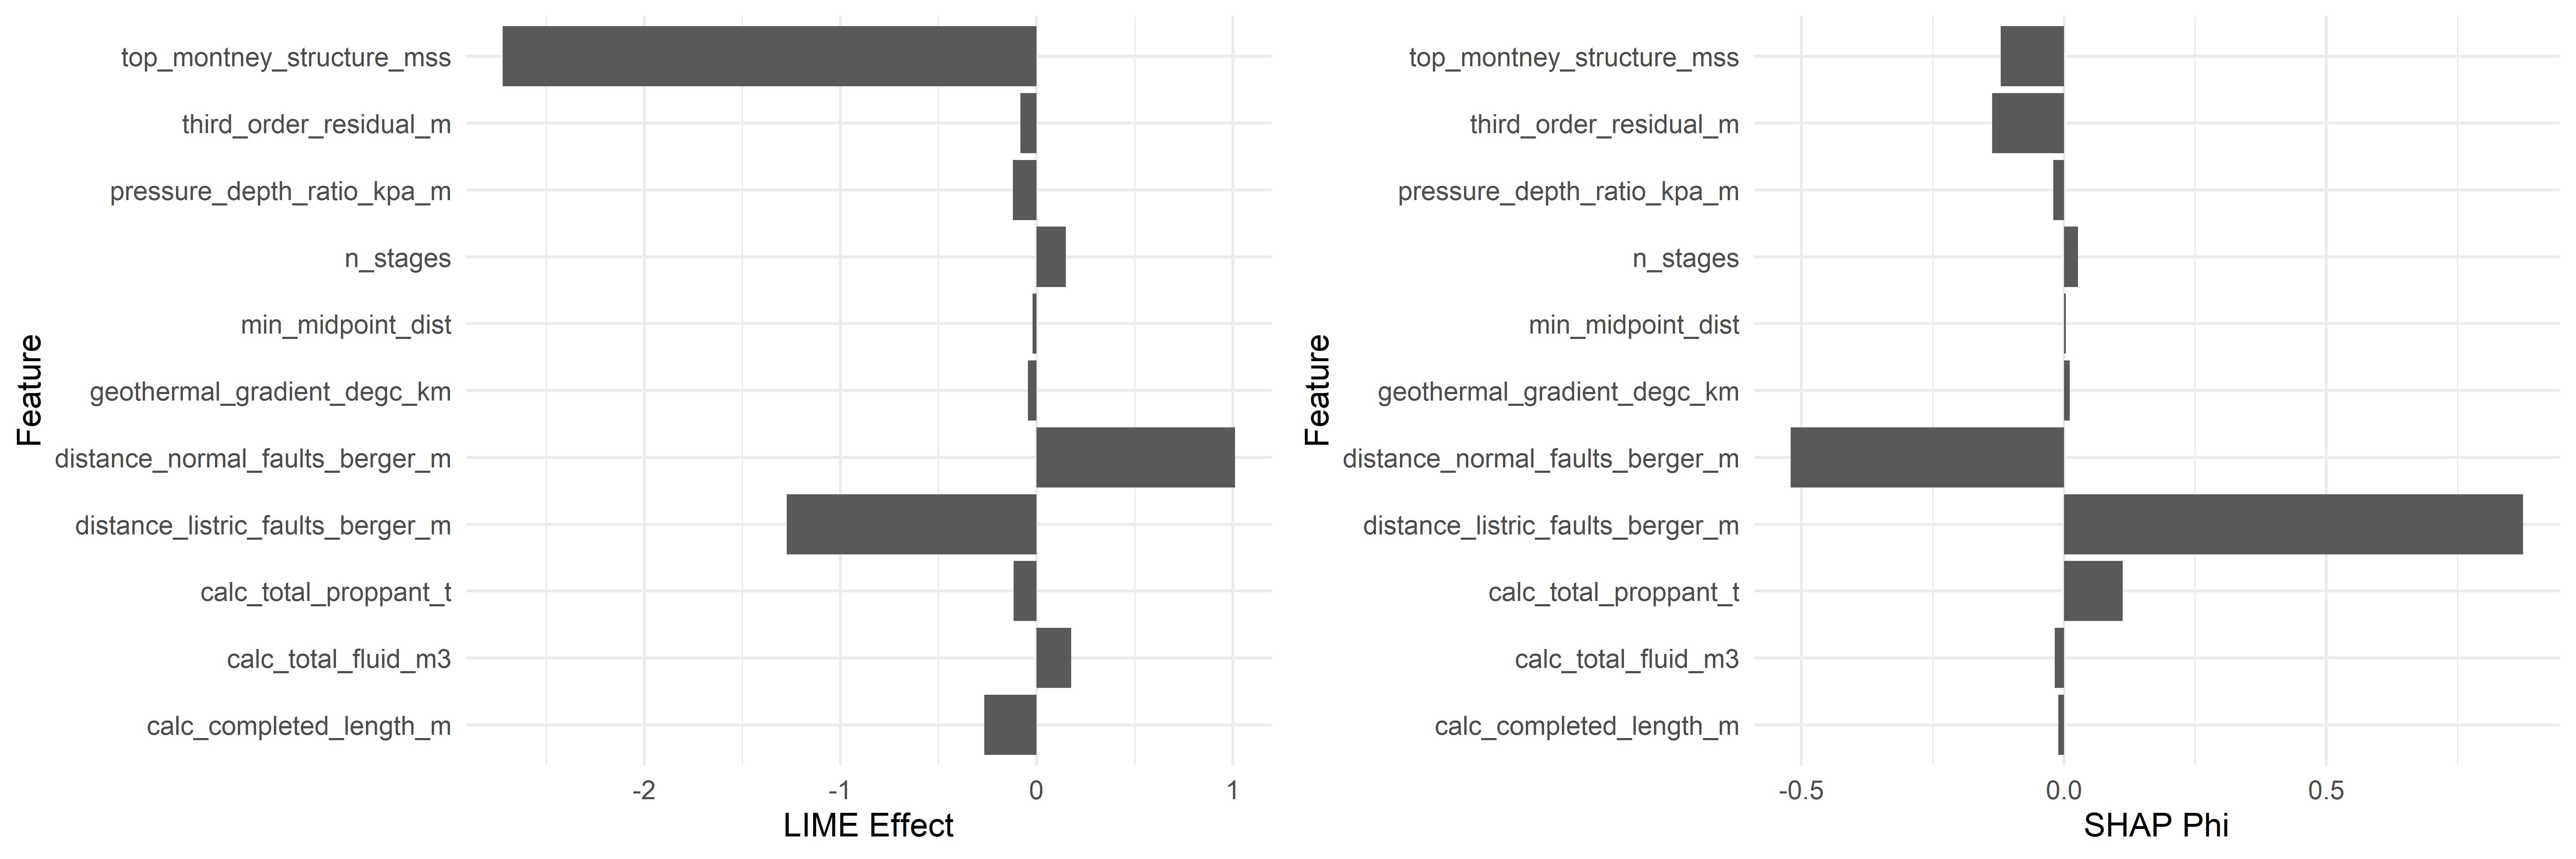 Feature
top_montney_structure_mss
third_order_residual_m
pressure_depth_ratio_kpa_m
n_stages
min_midpoint_dist
geothermal_gradient_degc_km
distance_normal_faults_berger_m
distance_listric_faults_berger_m
calc_total_proppant_t
calc_total_fluid_m3
calc_completed_length_m
-2 -1 0 1
LIME Effect
Feature
top_montney_structure_mss
third_order_residual_m
pressure_depth_ratio_kpa_m
n_stages
min_midpoint_dist
geothermal_gradient_degc_km
distance_normal_faults_berger_m
distance_listric_faults_berger_m
calc_total_proppant_t
calc_total_fluid_m3
calc_completed_length_m
-0.5 0.0 0.5
SHAP Phi